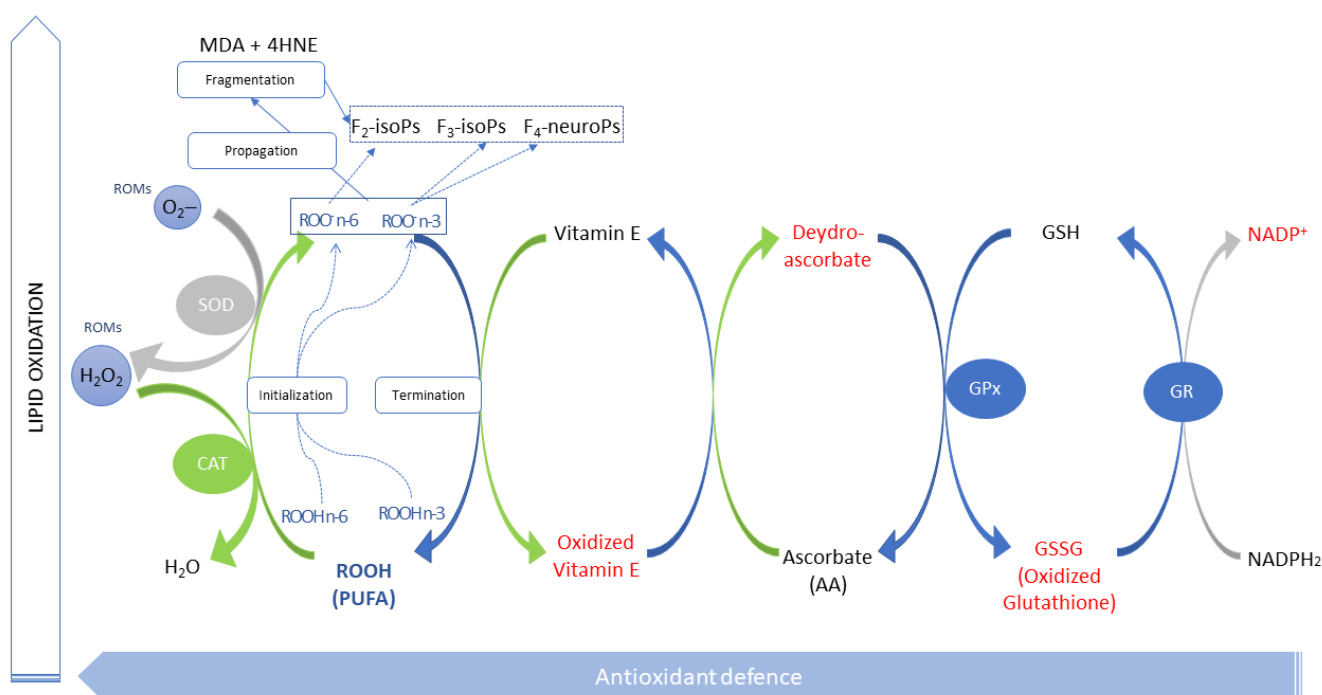 MDA + 4HNE
Fragmentation
F₂-isoPs F₃-isoPs F₄-neuroPs
Propagation
ROMs
O₂–
ROO⁻n-6 ROO⁻n-3
Vitamin E
Deydro-
ascorbate
GSH
NADP⁺
SOD
ROMs
H₂O₂
Initialization
Termination
GPx
GR
CAT
ROOHn-6 ROOHn-3
H₂O
ROOH
(PUFA)
Oxidized
Vitamin E
Ascorbate
(AA)
GSSG
(Oxidized
Glutathione)
NADPH₂
LIPID OXIDATION
Antioxidant defence